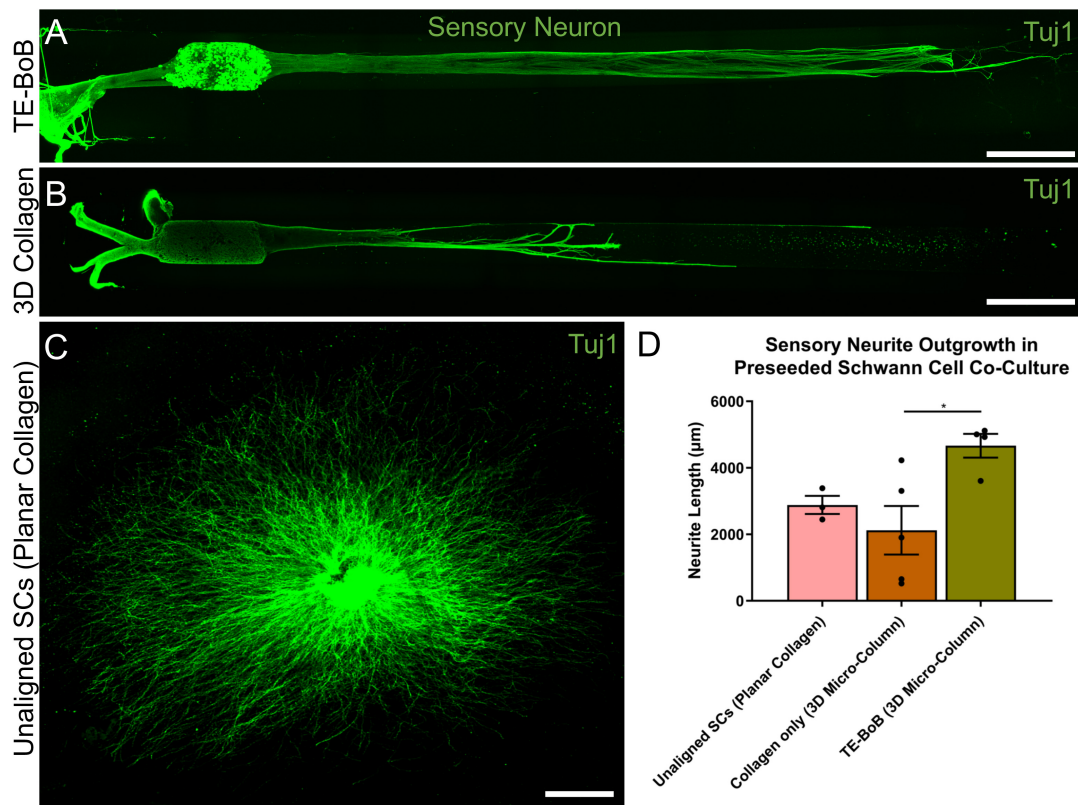 TE-BoB
A
Sensory Neuron
Tuj1
3D Collagen
B
Tuj1
Unaligned SCs (Planar Collagen)
C
Tuj1
D
Sensory Neurite Outgrowth in
Preseeded Schwann Cell Co-Culture
Neurite Length (µm)
6000
4000
2000
0
*
Unaligned SCs (Planar Collagen)
Collagen only (3D Micro-Column)
TE-BoB (3D Micro-Column)